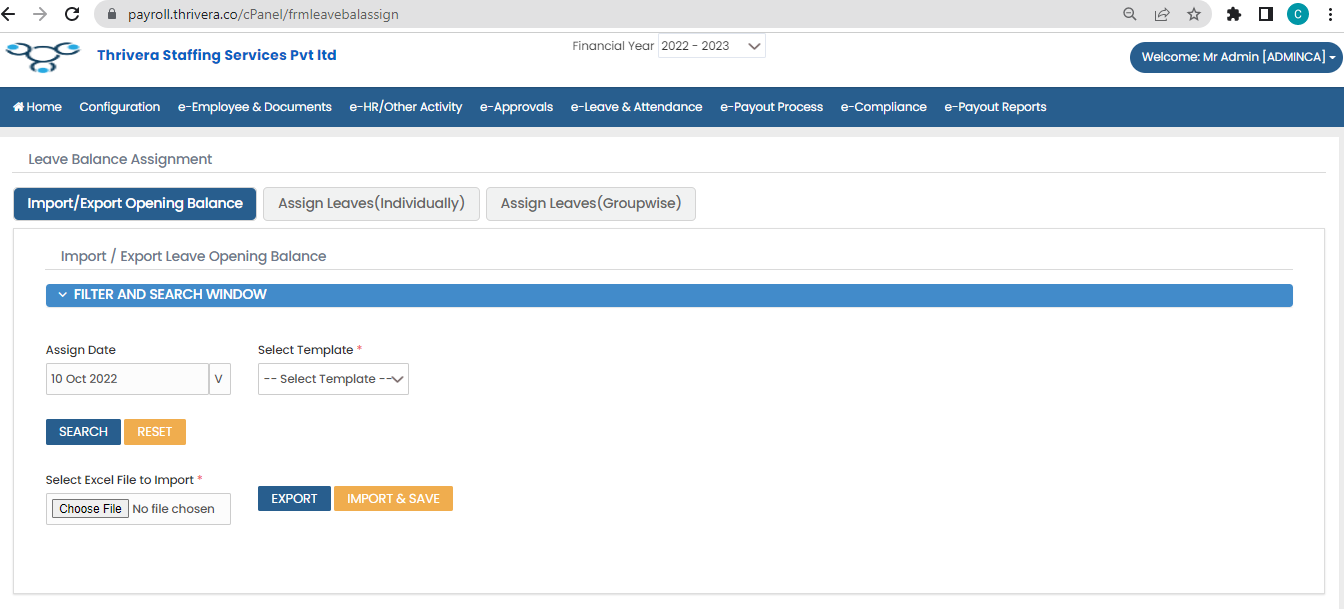 payroll.thrivera.co/cPanel/frmleavebalassign
C
Thrivera Staffing Services Pvt ltd
Financial Year 2022 - 2023
Welcome: Mr Admin [ADMINCA]
Home Configuration e-Employee & Documents e-HR/Other Activity e-Approvals e-Leave & Attendance e-Payout Process e-Compliance e-Payout Reports
Leave Balance Assignment
Import/Export Opening Balance Assign Leaves(Individually) Assign Leaves(Groupwise)
Import / Export Leave Opening Balance
FILTER AND SEARCH WINDOW
Assign Date Select Template *
10 Oct 2022 V -- Select Template --
SEARCH RESET
Select Excel File to Import *
EXPORT IMPORT & SAVE
Choose File No file chosen